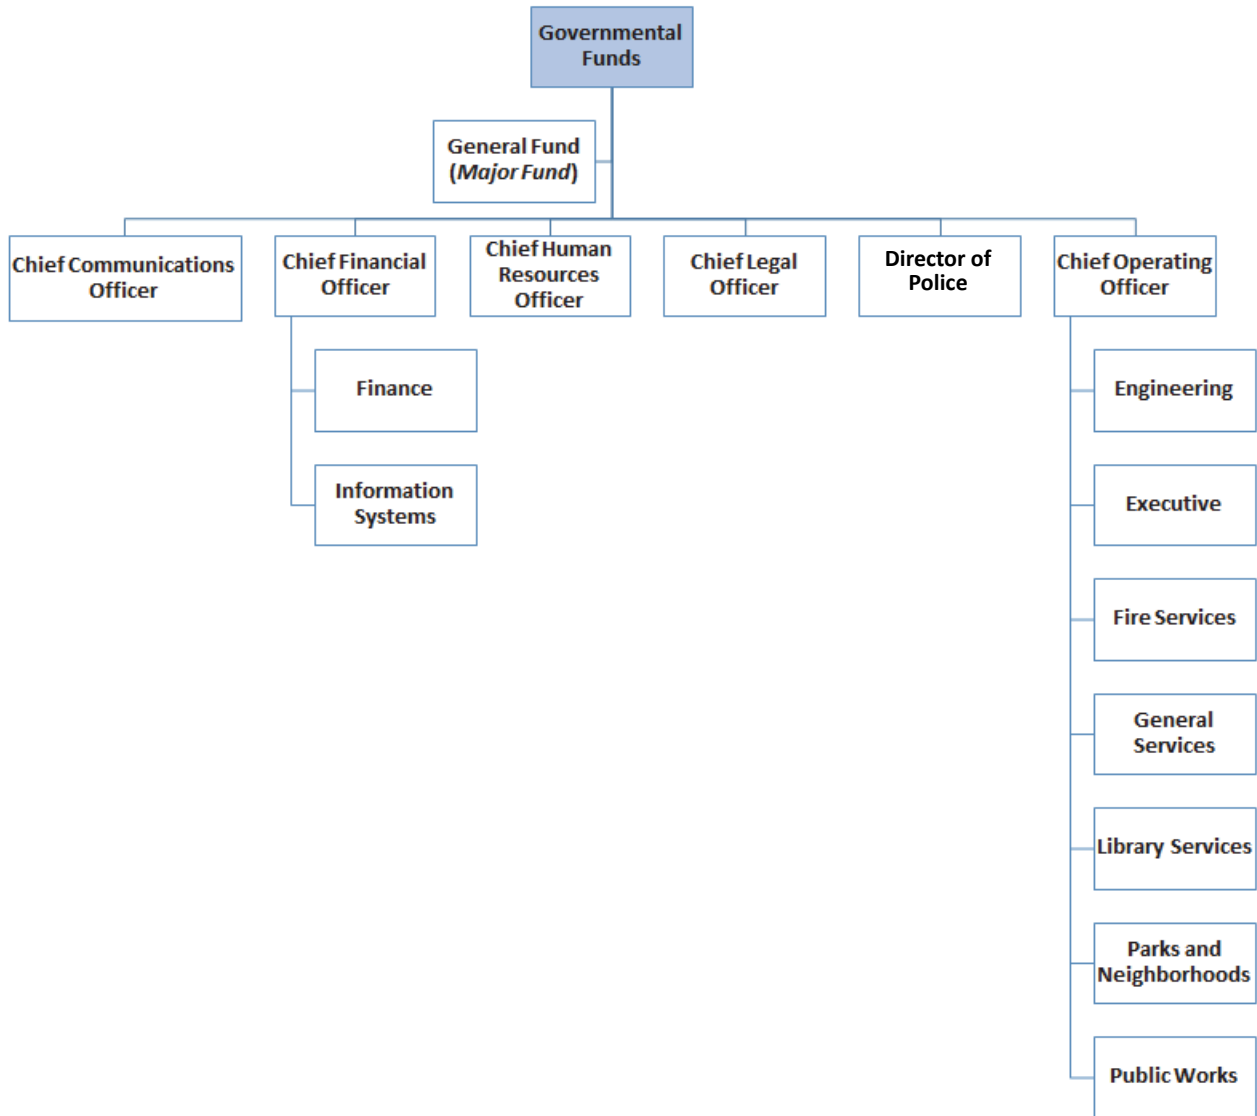 Governmental
Funds
General Fund
(Major Fund)
Chief Communications
Officer
Chief Financial
Officer
Chief Human
Resources
Officer
Chief Legal
Officer
Director of
Police
Chief Operating
Officer
Finance
Information
Systems
Engineering
Executive
Fire Services
General
Services
Library Services
Parks and
Neighborhoods
Public Works